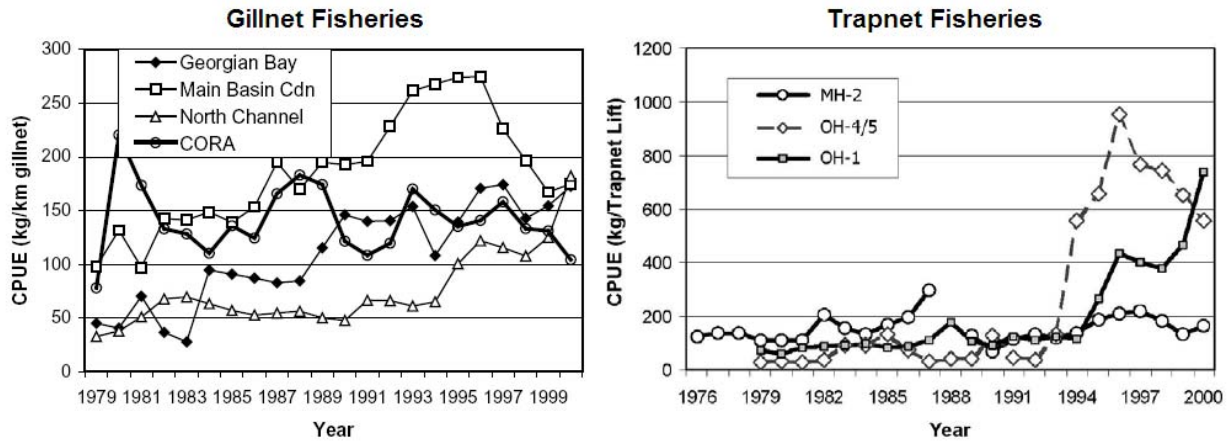 Gillnet Fisheries
CPUE (kg/km gillnet)
300
250
200
150
100
50
0
Georgian Bay
Main Basin Cdn
North Channel
CORA
1979 1981 1983 1985 1987 1989 1991 1993 1995 1997 1999
Year
Trapnet Fisheries
CPUE (kg/Trapnet Lift)
1200
1000
800
600
400
200
0
MH-2
OH-4/5
OH-1
1976 1979 1982 1985 1988 1991 1994 1997 2000
Year